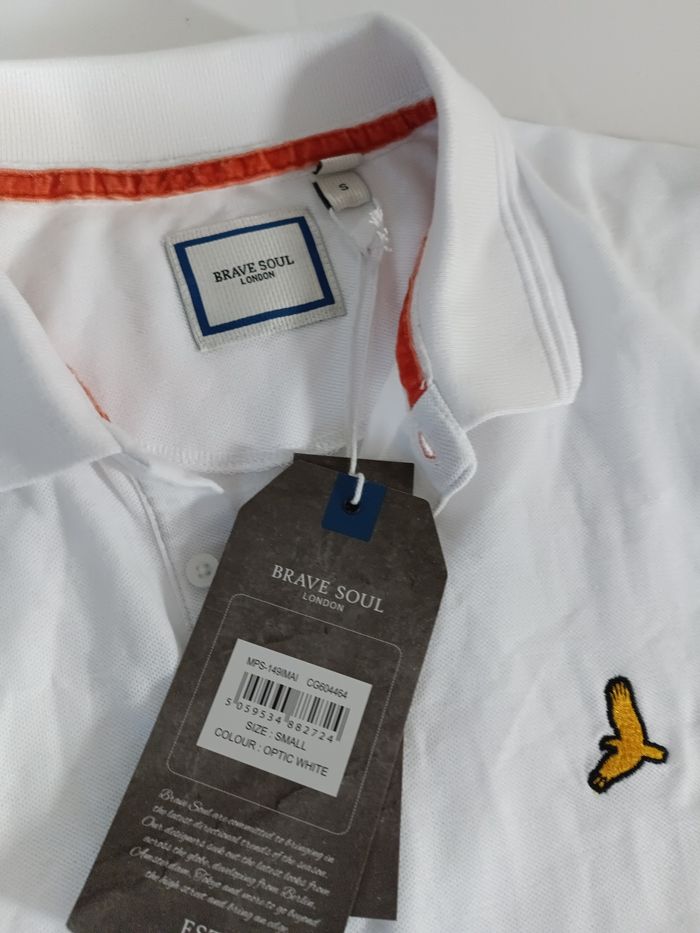 S
BRAVE SOUL
LONDON
BRAVE SOUL
LONDON
MPS-149IMAI CG604464
5 059534 882724
SIZE : SMALL
COLOUR : OPTIC WHITE
Brave Soul are committed to bringing in
the latest directional trends of the season.
Our designers seek out the latest looks from
across the globe, developing from Berlin,
Amsterdam, Tokyo and more to go beyond
the high street and bring an edge
EST